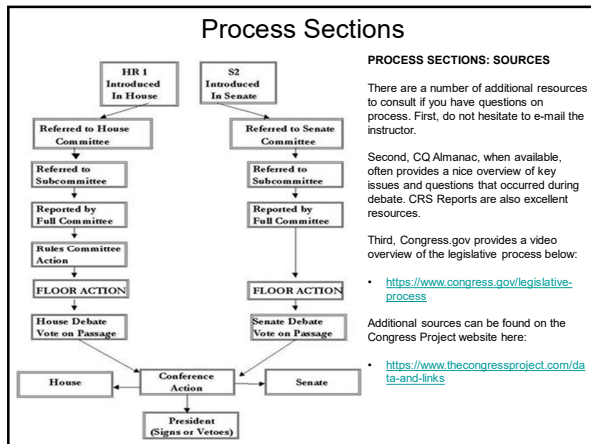 Process Sections
HR 1
Introduced
In House
S2
Introduced
In Senate
Referred to House
Committee
Referred to Senate
Committee
Referred to
Subcommittee
Referred to
Subcommittee
Reported by
Full Committee
Reported by
Full Committee
Rules Committee
Action
FLOOR ACTION
FLOOR ACTION
House Debate
Vote on Passage
Senate Debate
Vote on Passage
House
Conference
Action
Senate
President
(Signs or Vetoes)
PROCESS SECTIONS: SOURCES
There are a number of additional resources
to consult if you have questions on
process. First, do not hesitate to e-mail the
instructor.
Second, CQ Almanac, when available,
often provides a nice overview of key
issues and questions that occurred during
debate. CRS Reports are also excellent
resources.
Third, Congress.gov provides a video
overview of the legislative process below:
• https://www.congress.gov/legislative-
process
Additional sources can be found on the
Congress Project website here:
• https://www.thecongressproject.com/da
ta-and-links